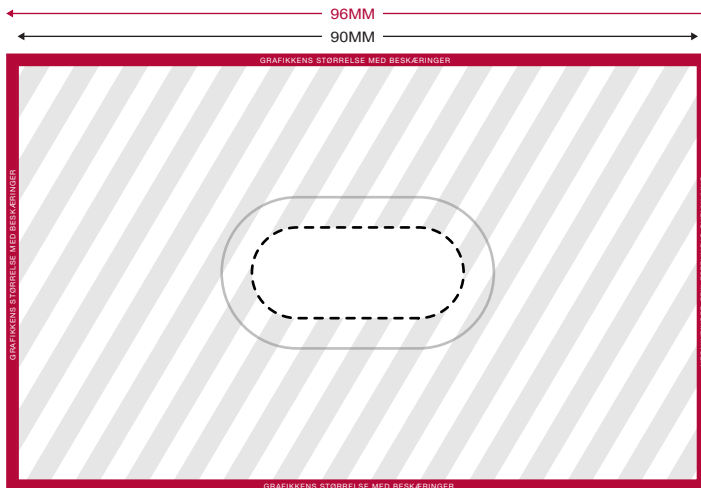 96MM
90MM
GRAFIKKENS STØRRELSE MED BESKÆRINGER
GRAFIKKENS STØRRELSE MED BESKÆRINGER
GRAFIKKENS STØRRELSE MED BESKÆRINGER